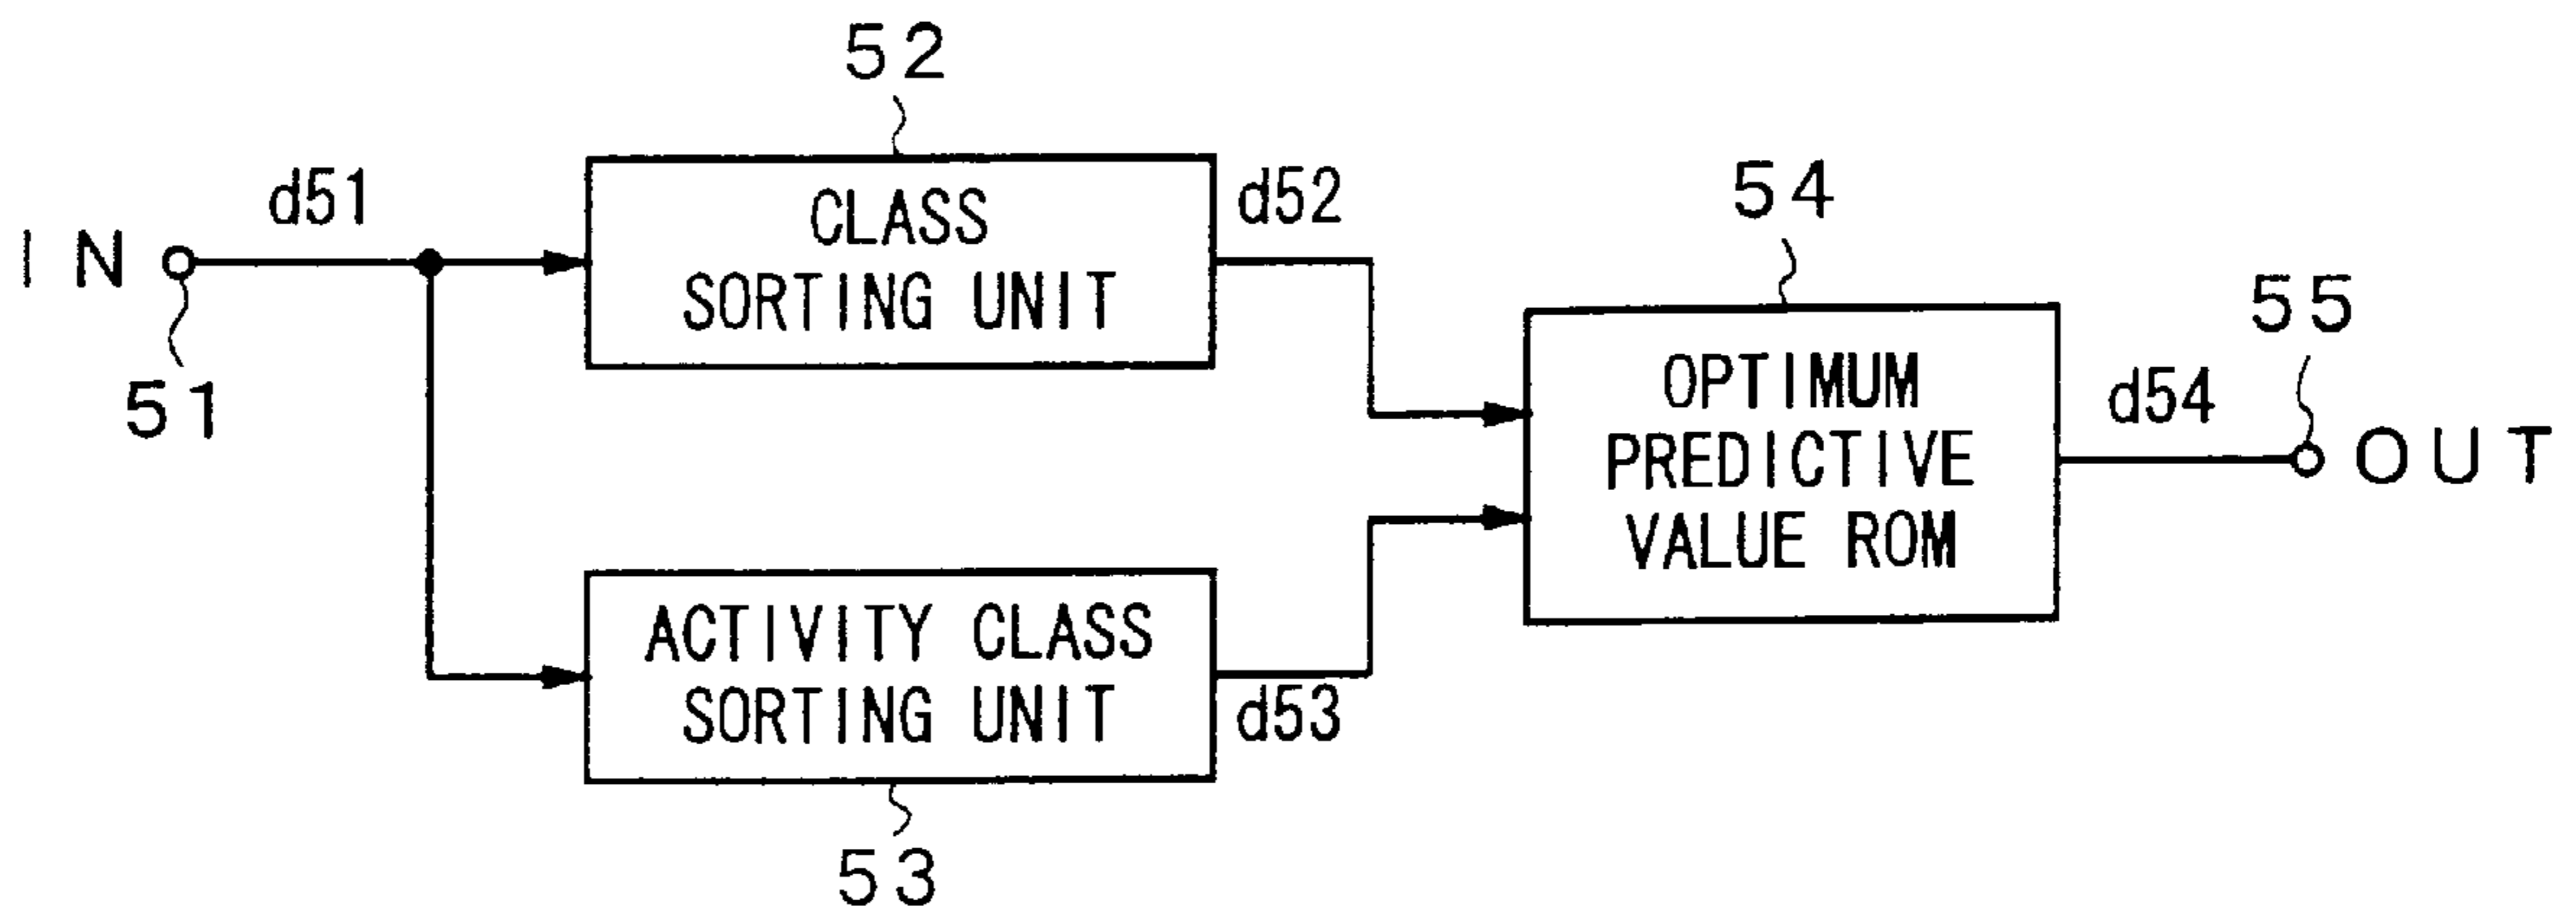 52
d51
IN
51
CLASS
SORTING UNIT
d52
54
OPTIMUM
PREDICTIVE
VALUE ROM
d54
55
OUT
ACTIVITY CLASS
SORTING UNIT
d53
53